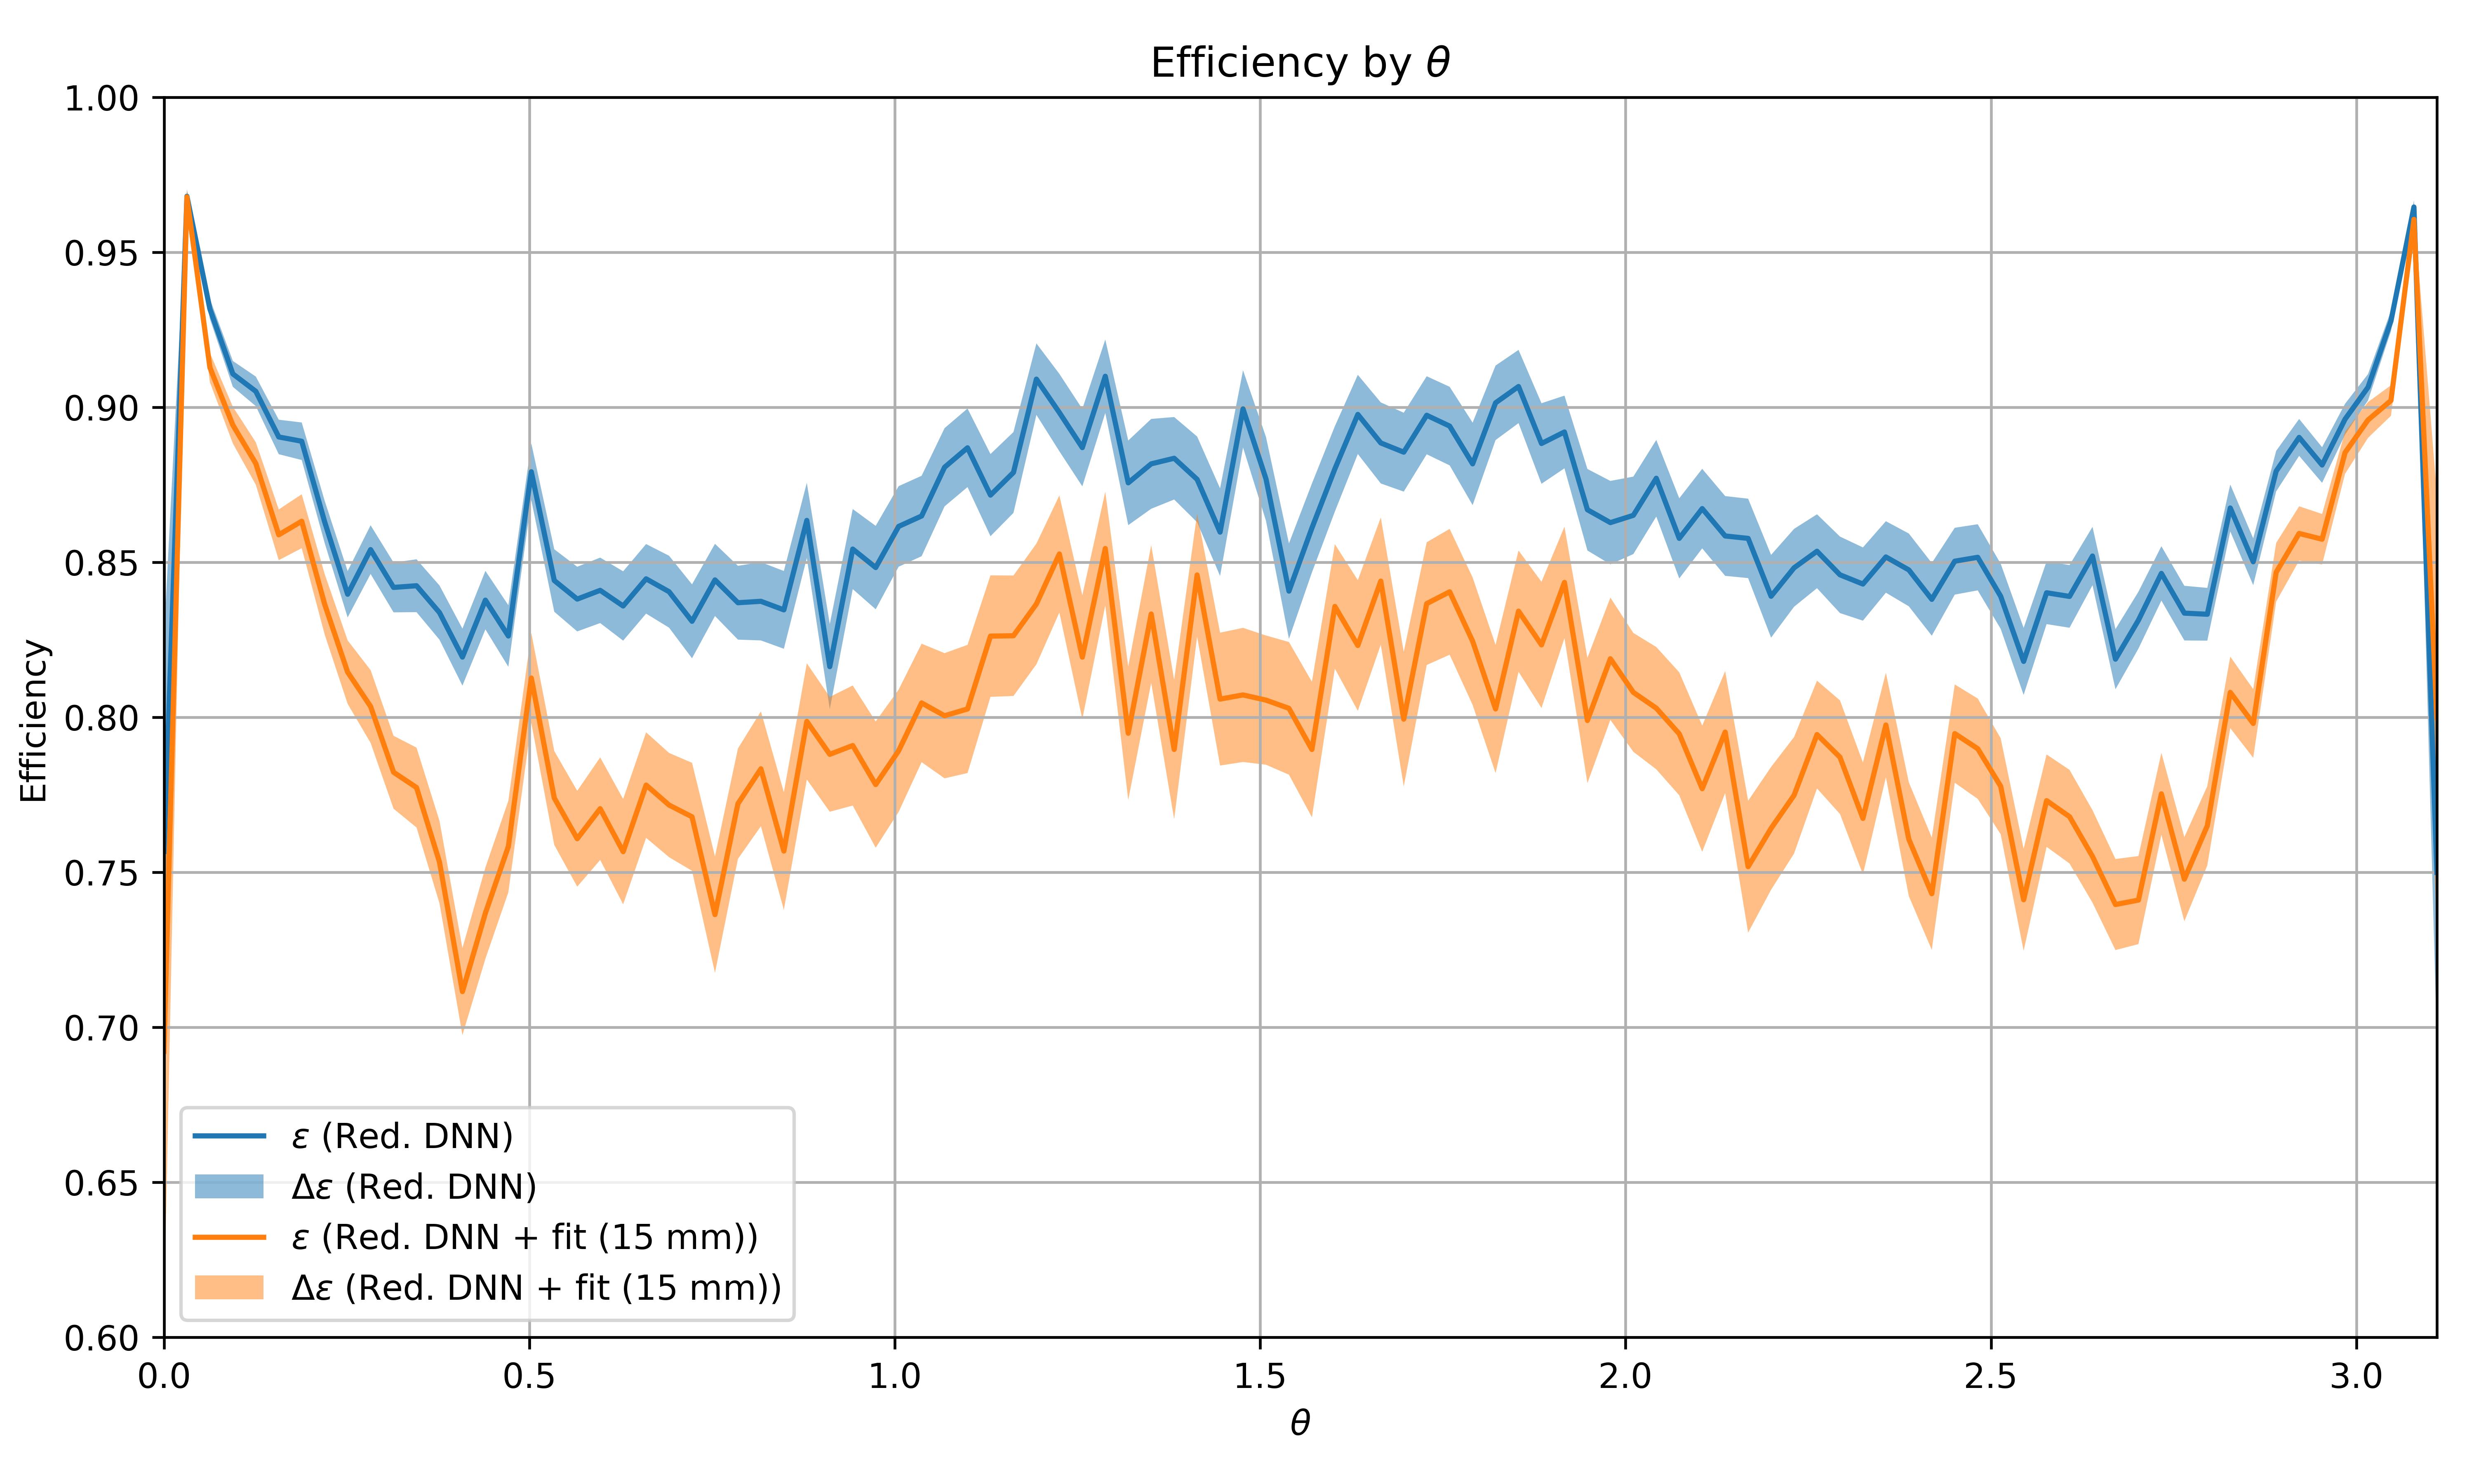 Efficiency by θ
1.00
0.95
0.90
0.85
0.80
0.75
0.70
0.65
0.60
Efficiency
ε (Red. DNN)
Δε (Red. DNN)
ε (Red. DNN + fit (15 mm))
Δε (Red. DNN + fit (15 mm))
0.0 0.5 1.0 1.5 2.0 2.5 3.0
θ